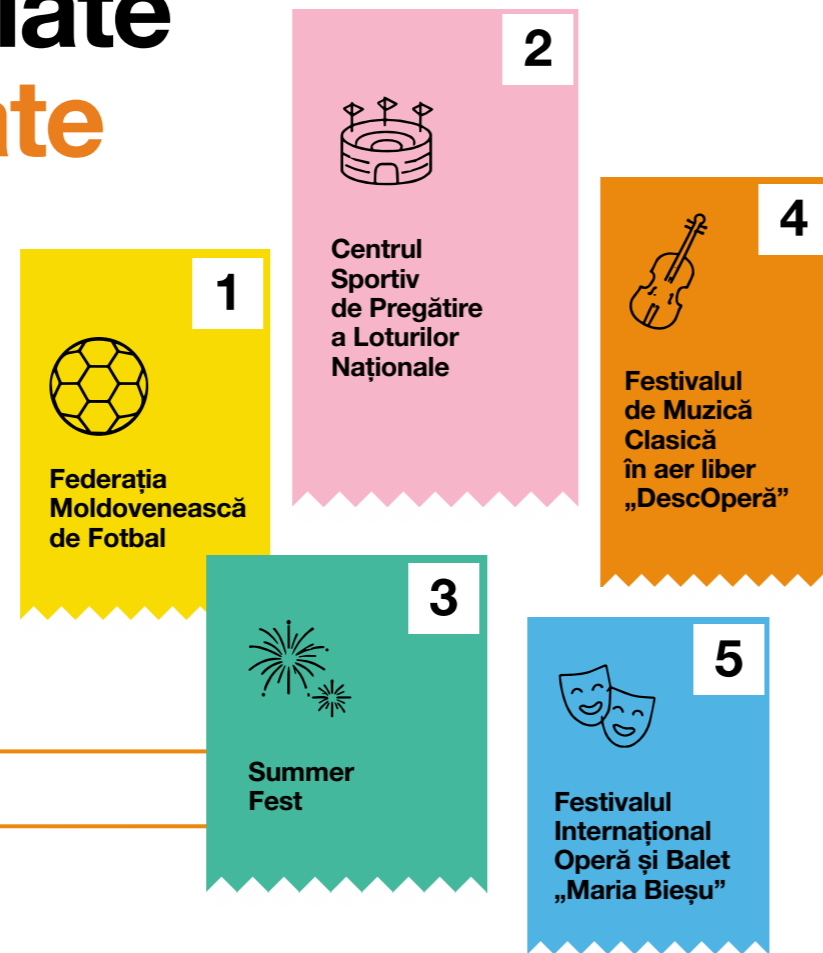 1
Federația
Moldovenească
de Fotbal
2
Centrul
Sportiv
de Pregătire
a Loturilor
Naționale
3
Summer
Fest
4
Festivalul
de Muzică
Clasică
în aer liber
„DescOperă”
5
Festivalul
Internațional
Operă și Balet
„Maria Bieșu”